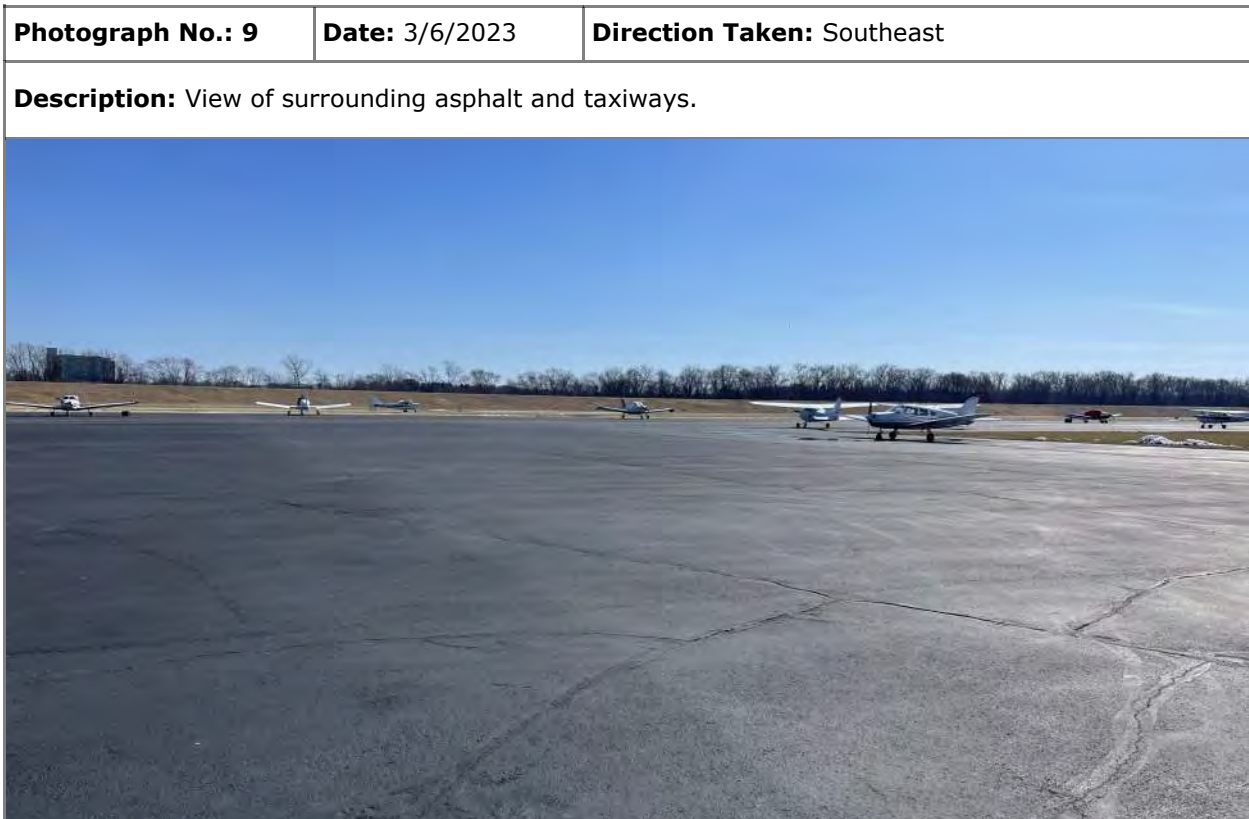 Photograph No.: 9 Date: 3/6/2023 Direction Taken: Southeast
Description: View of surrounding asphalt and taxiways.